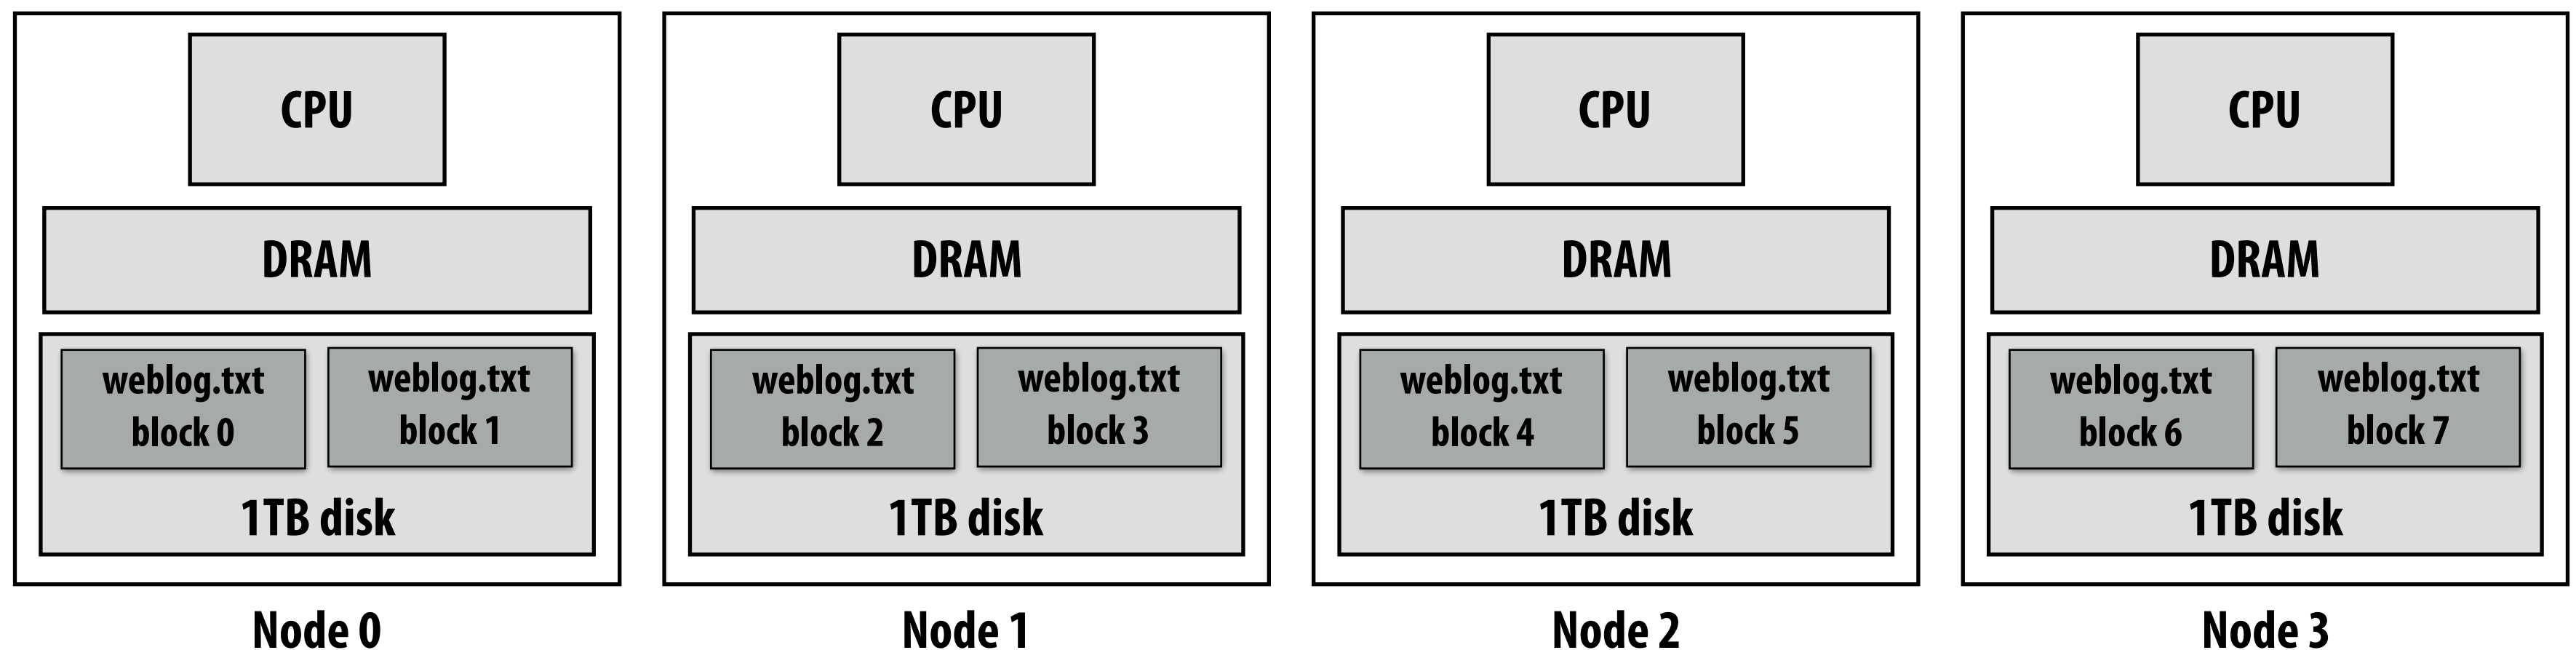 CPU
DRAM
weblog.txt
block 0
weblog.txt
block 1
1TB disk
Node 0
CPU
DRAM
weblog.txt
block 2
weblog.txt
block 3
1TB disk
Node 1
CPU
DRAM
weblog.txt
block 4
weblog.txt
block 5
1TB disk
Node 2
CPU
DRAM
weblog.txt
block 6
weblog.txt
block 7
1TB disk
Node 3